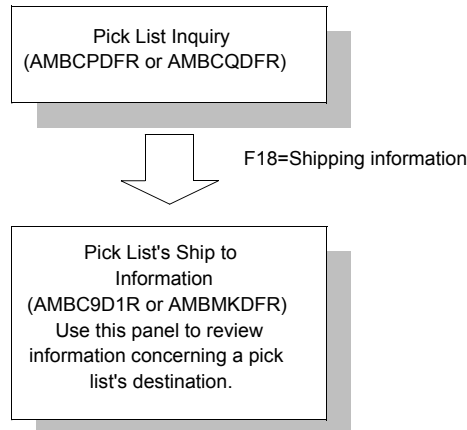 Pick List Inquiry
(AMBCPDFR or AMBCQDFR)
F18=Shipping information
Pick List's Ship to
Information
(AMBC9D1R or AMBMKDFR)
Use this panel to review
information concerning a pick
list's destination.